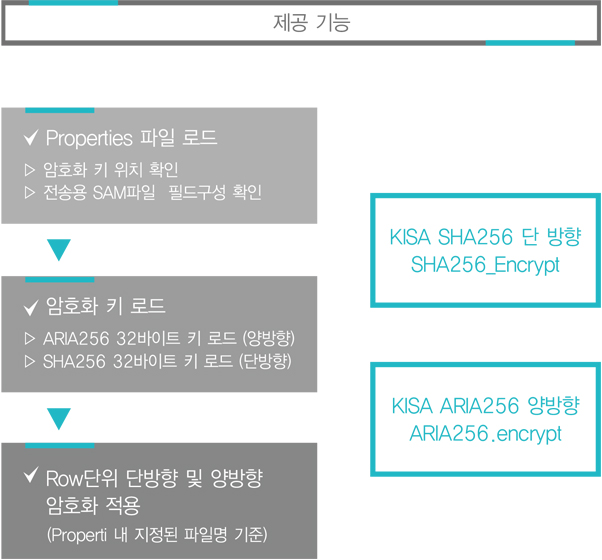 제공 기능
Properties 파일 로드
▷ 암호화 키 위치 확인
▷ 전송용 SAM파일 필드구성 확인
암호화 키 로드
▷ ARIA256 32바이트 키 로드 (양방향)
▷ SHA256 32바이트 키 로드 (단방향)
Row단위 단방향 및 양방향
암호화 적용
(Properti 내 지정된 파일명 기준)
KISA SHA256 단 방향
SHA256_Encrypt
KISA ARIA256 양방향
ARIA256.encrypt